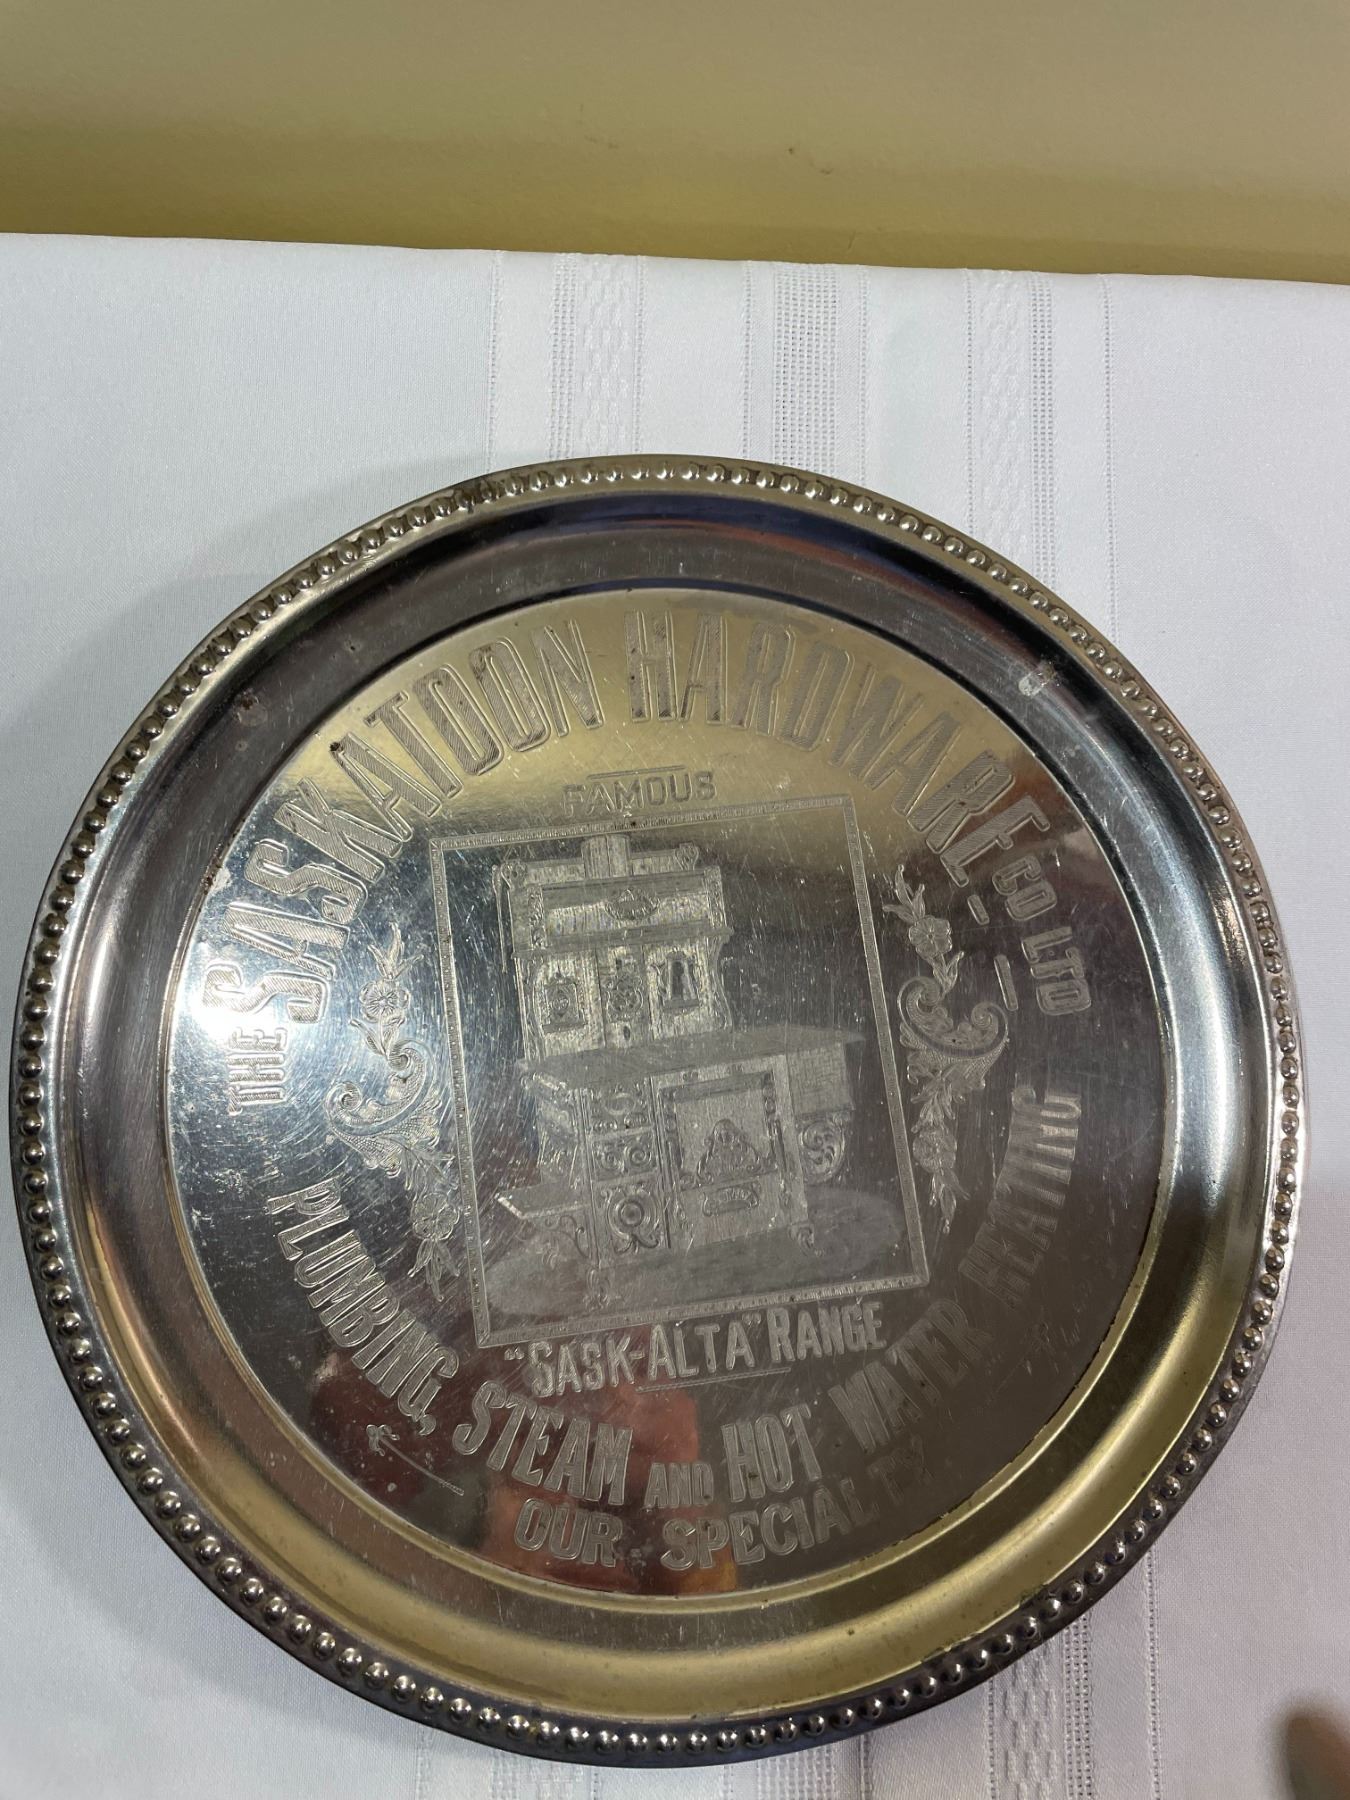 THE SASKATOON HARDWARE CO LTD
FAMOUS
"SASK-ALTA" RANGE
PLUMBING, STEAM AND HOT WATER HEATING
OUR SPECIALTY